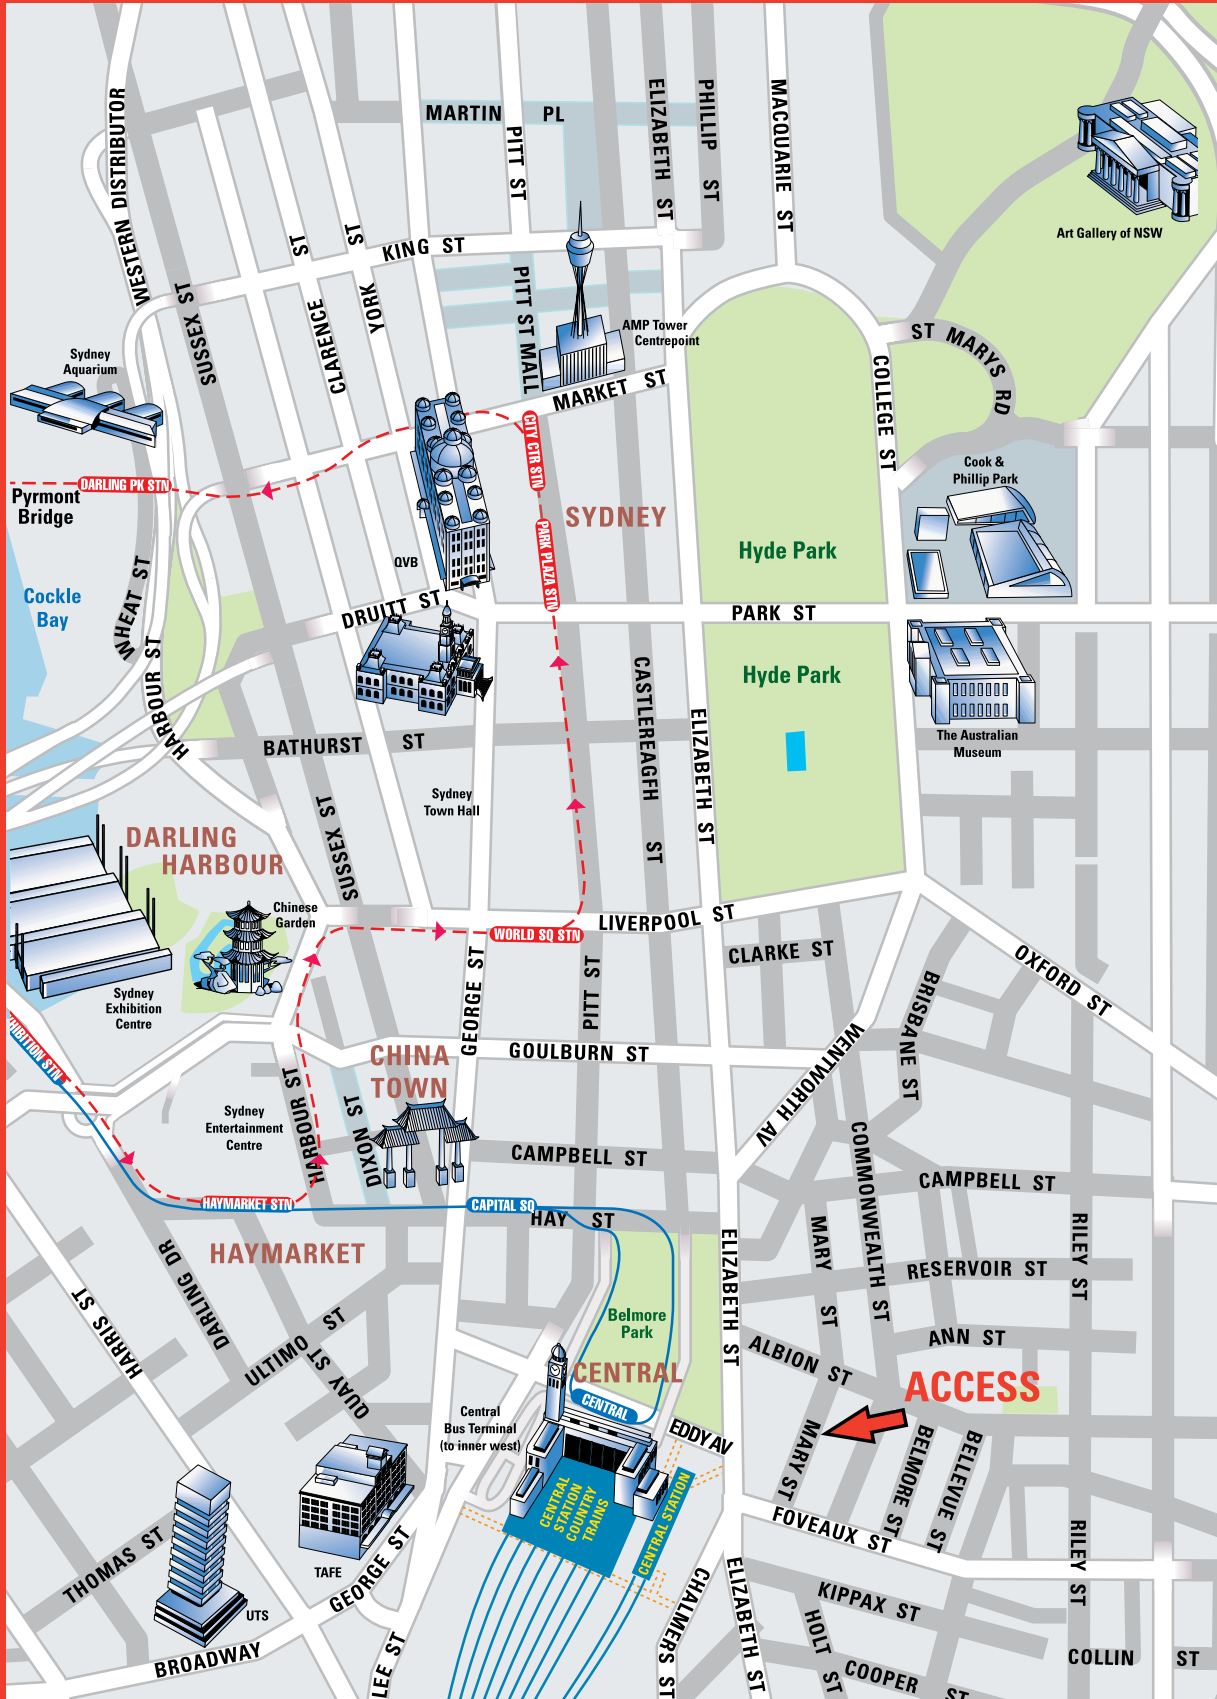 WESTERN DISTRIBUTOR
MARTIN PL
PITT ST
ELIZABETH ST
PHILLIP ST
MACQUARIE ST
Art Gallery of NSW
KING ST
SUSSEX ST
CLARENCE ST
YORK ST
PITT ST MALL
AMP Tower
Centrepoint
MARKET ST
ST MARYS RD
COLLEGE ST
Sydney
Aquarium
CITY CTR STN
DARLING PK STN
Pyrmont
Bridge
Cook &
Phillip Park
SYDNEY
PARK PLAZA STN
Hyde Park
QVB
Cockle
Bay
WHEAT ST
DRUITT ST
PARK ST
HARBOUR ST
CASTLEREAGFH ST
Hyde Park
ELIZABETH ST
The Australian
Museum
BATHURST ST
Sydney
Town Hall
SUSSEX ST
DARLING
HARBOUR
Chinese
Garden
WORLD SQ STN
LIVERPOOL ST
CLARKE ST
OXFORD ST
BRISBANE ST
Sydney
Exhibition
Centre
GEORGE ST
PITT ST
HIBITION STN
CHINA
TOWN
GOULBURN ST
WENTWORTH AV
HARBOUR ST
DIXON ST
Sydney
Entertainment
Centre
CAMPBELL ST
COMMONWEALTH ST
CAMPBELL ST
HAYMARKET STN
CAPITAL SQ
HAY ST
HAYMARKET
DARLING DR
MARY ST
RESERVOIR ST
RILEY ST
ELIZABETH ST
HARRIS ST
ULTIMO ST
QUAY ST
Belmore
Park
ALBION ST
ANN ST
CENTRAL
ACCESS
CENTRAL
Central
Bus Terminal
(to inner west)
EDDY AV
MARY ST
BELMORE ST
BELLEVUE ST
CENTRAL
STATION
COUNTRY
TRAINS
CENTRAL STATION
FOVEAUX ST
RILEY ST
THOMAS ST
TAFE
GEORGE ST
UTS
CHALMERS ST
ELIZABETH ST
KIPPAX ST
HOLT ST
COOPER ST
COLLIN ST
BROADWAY
LEE ST